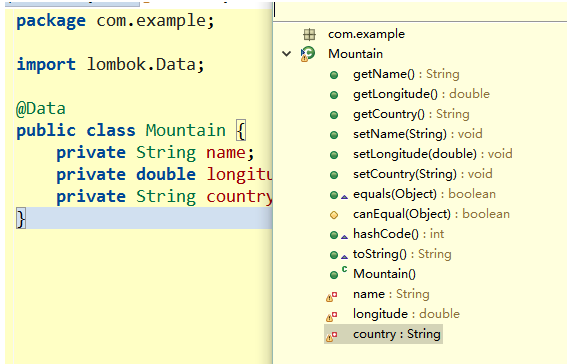 package com.example;
import lombok.Data;
@Data
public class Mountain {
private String name;
private double longitu
private String country
}
com.example
Mountain
getName() : String
getLongitude() : double
getCountry() : String
setName(String) : void
setLongitude(double) : void
setCountry(String) : void
equals(Object) : boolean
canEqual(Object) : boolean
hashCode() : int
toString() : String
Mountain()
name : String
longitude : double
country : String